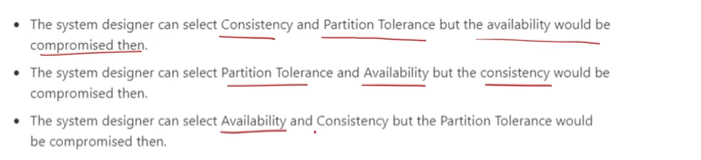 • The system designer can select Consistency and Partition Tolerance but the availability would be
compromised then.
• The system designer can select Partition Tolerance and Availability but the consistency would be
compromised then.
• The system designer can select Availability and Consistency but the Partition Tolerance would
be compromised then.